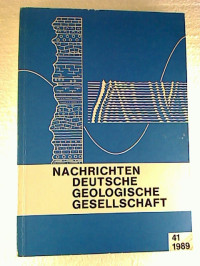 NACHRICHTEN
DEUTSCHE
GEOLOGISCHE
GESELLSCHAFT
41
1989